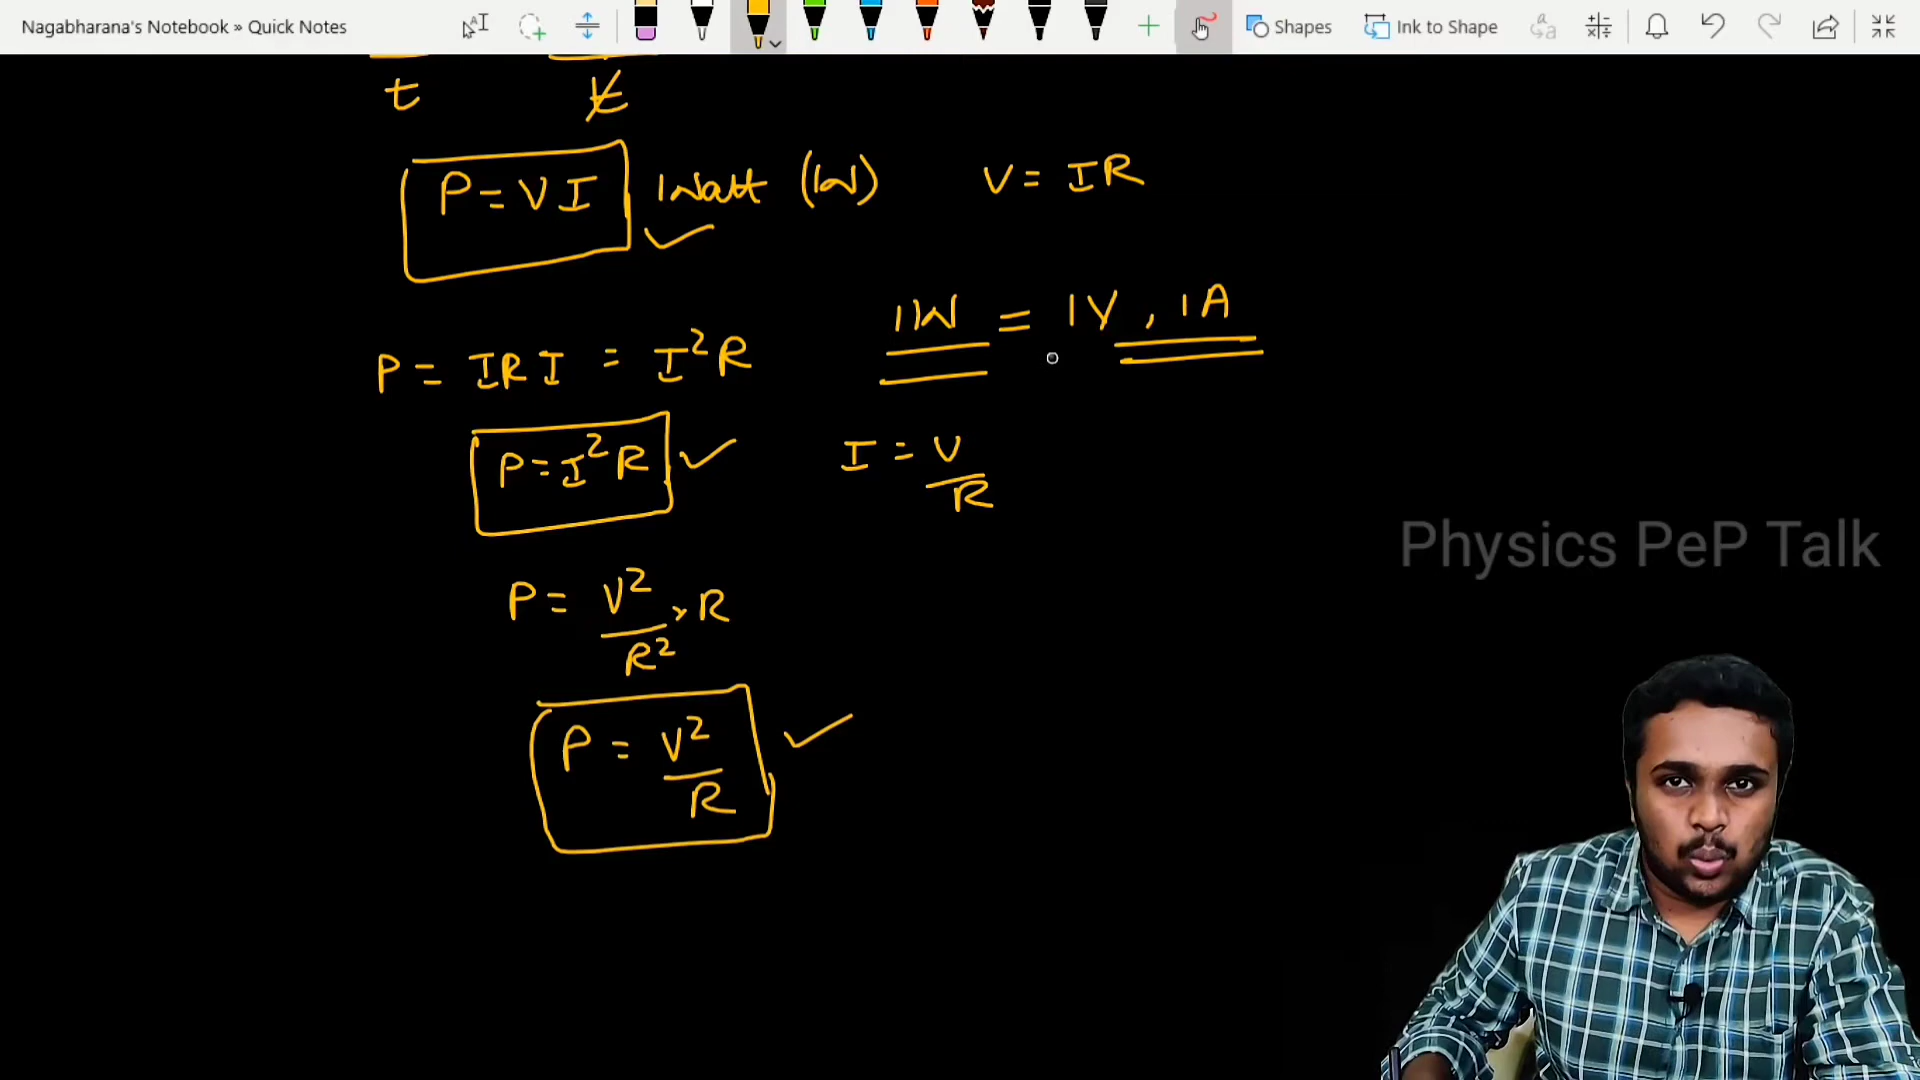 Nagabharana's Notebook » Quick Notes
Shapes
Ink to Shape
t t
P = VI Watt (W) V = IR
1W = 1V, 1A
P = IRI = I²R
P = I²R I = V/R
Physics PeP Talk
P = V²/R² × R
P = V²/R